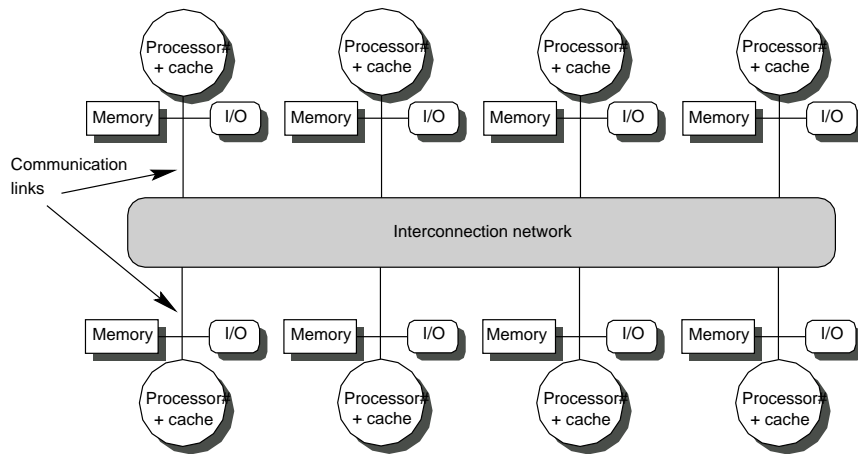 Processor# Processor# Processor# Processor#
+ cache + cache + cache + cache
Memory I/O Memory I/O Memory I/O Memory I/O
Communication
links
Interconnection network
Memory I/O Memory I/O Memory I/O Memory I/O
Processor# Processor# Processor# Processor#
+ cache + cache + cache + cache